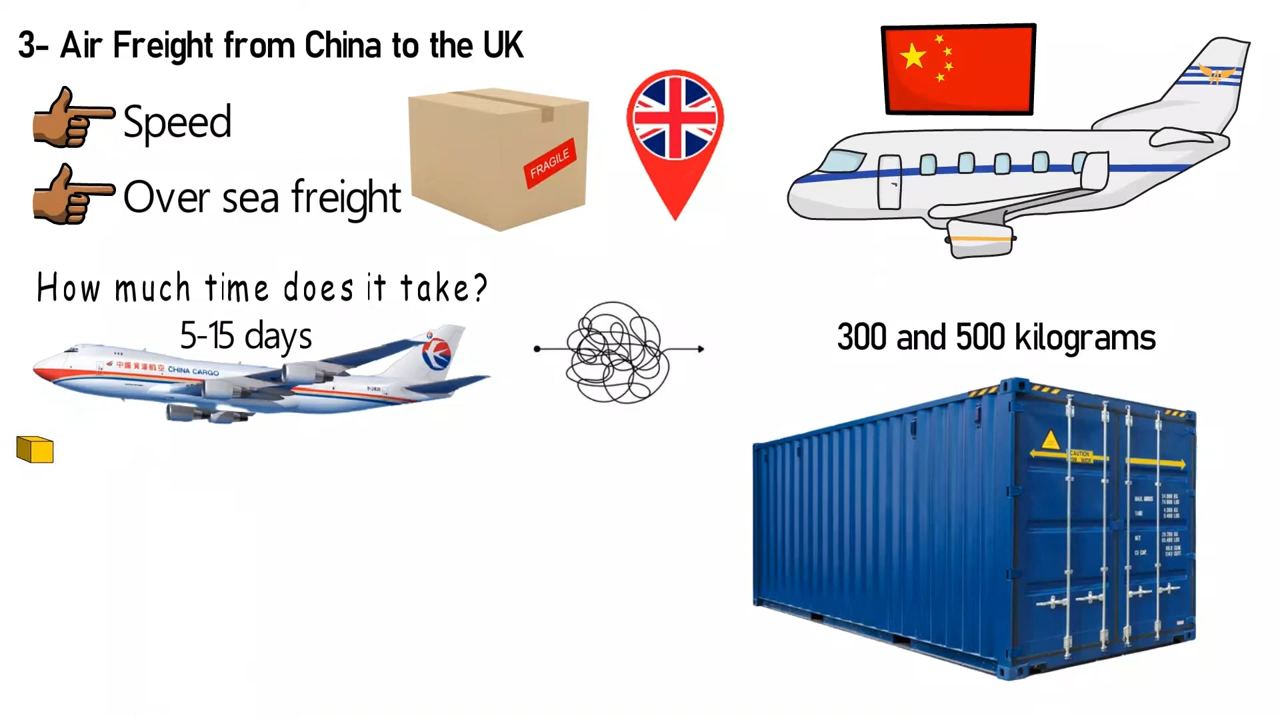 3- Air Freight from China to the UK
Speed
Over sea freight
FRAGILE
How much time does it take?
5-15 days
CHINA CARGO
300 and 500 kilograms
CAUTION